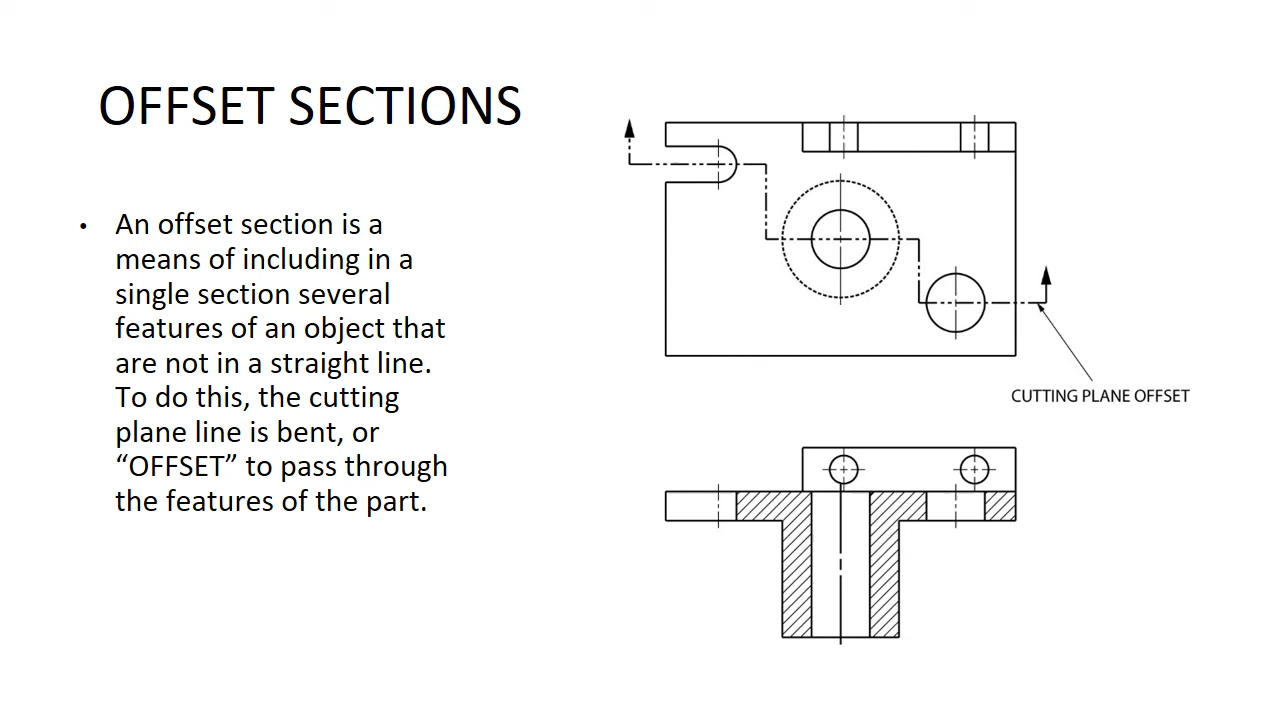 OFFSET SECTIONS
• An offset section is a
means of including in a
single section several
features of an object that
are not in a straight line.
To do this, the cutting
plane line is bent, or
“OFFSET” to pass through
the features of the part.
CUTTING PLANE OFFSET